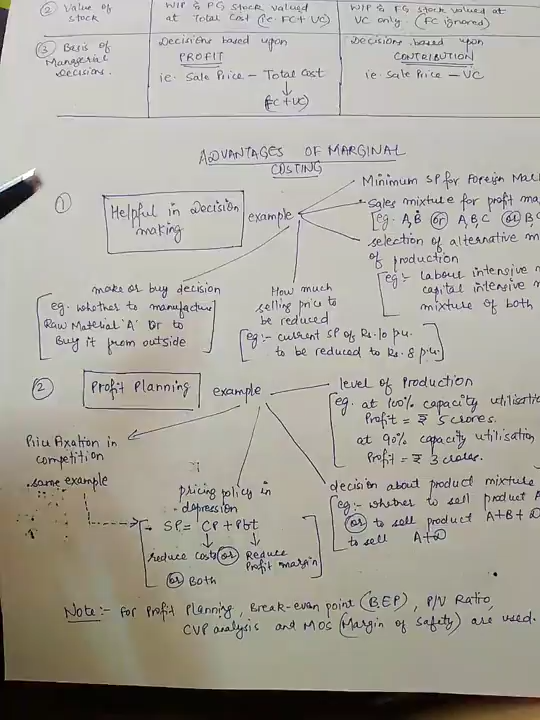 ② Value of stock
WIP & FG stock valued at Total Cost (ie. FC + VC)
WIP & FG stock valued at VC only. (FC ignored)
③ Basis of Managerial Decisions.
Decisions based upon
PROFIT
ie. Sale Price - Total Cost
↓
(FC + VC)
Decisions based upon
CONTRIBUTION
ie. Sale Price - VC
ADVANTAGES OF MARGINAL
COSTING
① Helpful in Decision
making
example
Minimum SP for Foreign
Sales mixture for profit
[eg. A,B or A,B,C or B,
selection of alternative
of production
[eg:- labour intensive
capital intensive
mixture of both
make or buy decision
[eg. whether to manufacture
Raw Material 'A' or to
Buy it from outside]
How much
selling price to
be reduced
[eg:- current SP of Rs. 10 p.u.
to be reduced to Rs. 8 p.u.]
② Profit Planning
example
level of Production
[eg. at 100% capacity
Profit = ₹ 5 crores.
at 90% capacity utilisation
Profit = ₹ 3 crores.
Price fixation in
competition
same example
pricing policy in
depression
SP = CP + Pbt
reduce costs or Reduce
Profit margin
or Both
decision about product mixture
[eg:- whether to sell product
or to sell product A+B+D
to sell A+D
Note:- For Profit Planning, Break-even point (BEP), P/V Ratio,
CVP analysis and MOS (Margin of Safety) are used.